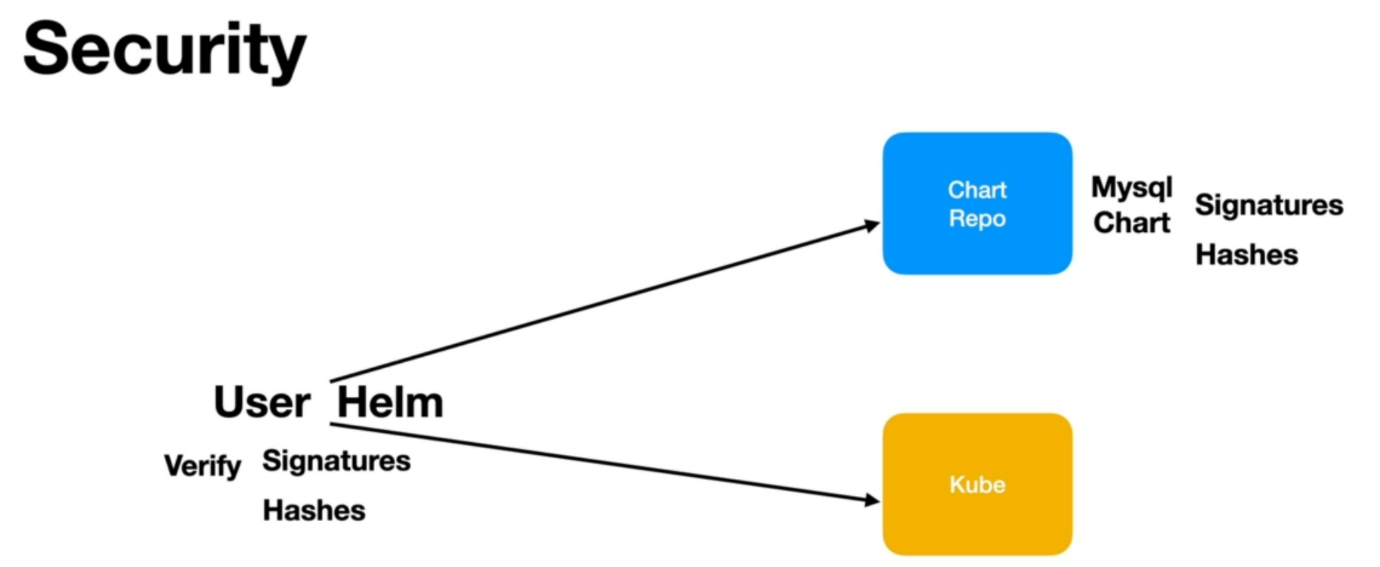 Security
Chart
Repo
Mysql
Chart
Signatures
Hashes
User Helm
Verify Signatures
Hashes
Kube